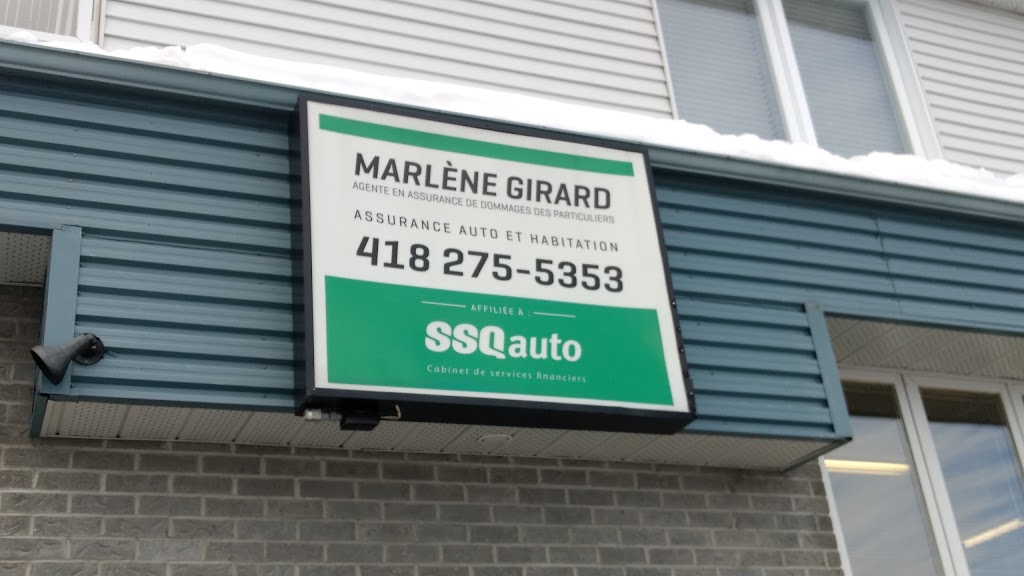 MARLÈNE GIRARD
AGENTE EN ASSURANCE DE DOMMAGES DES PARTICULIERS
ASSURANCE AUTO ET HABITATION
418 275-5353
AFFILIÉE À :
SSQauto
Cabinet de services financiers